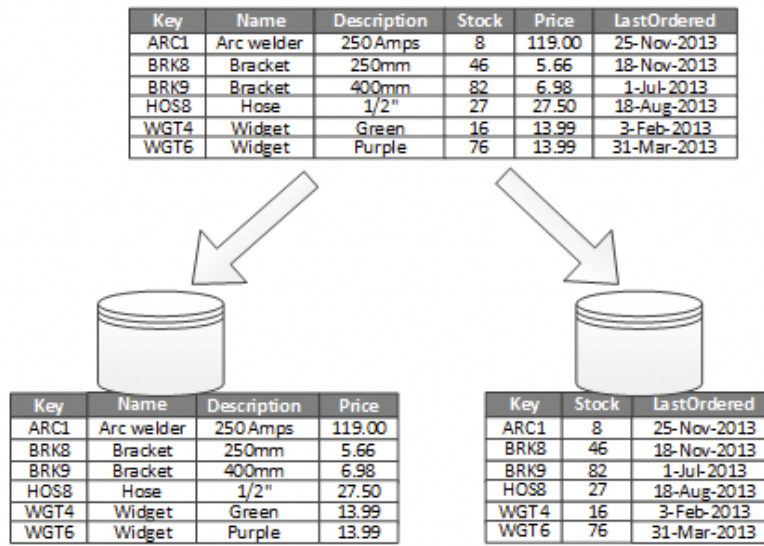 Key Name Description Stock Price LastOrdered
ARC1 Arc welder 250 Amps 8 119.00 25-Nov-2013
BRK8 Bracket 250mm 46 5.66 18-Nov-2013
BRK9 Bracket 400mm 82 6.98 1-Jul-2013
HOS8 Hose 1/2" 27 27.50 18-Aug-2013
WGT4 Widget Green 16 13.99 3-Feb-2013
WGT6 Widget Purple 76 13.99 31-Mar-2013
Key Name Description Price
ARC1 Arc welder 250 Amps 119.00
BRK8 Bracket 250mm 5.66
BRK9 Bracket 400mm 6.98
HOS8 Hose 1/2" 27.50
WGT4 Widget Green 13.99
WGT6 Widget Purple 13.99
Key Stock LastOrdered
ARC1 8 25-Nov-2013
BRK8 46 18-Nov-2013
BRK9 82 1-Jul-2013
HOS8 27 18-Aug-2013
WGT4 16 3-Feb-2013
WGT6 76 31-Mar-2013